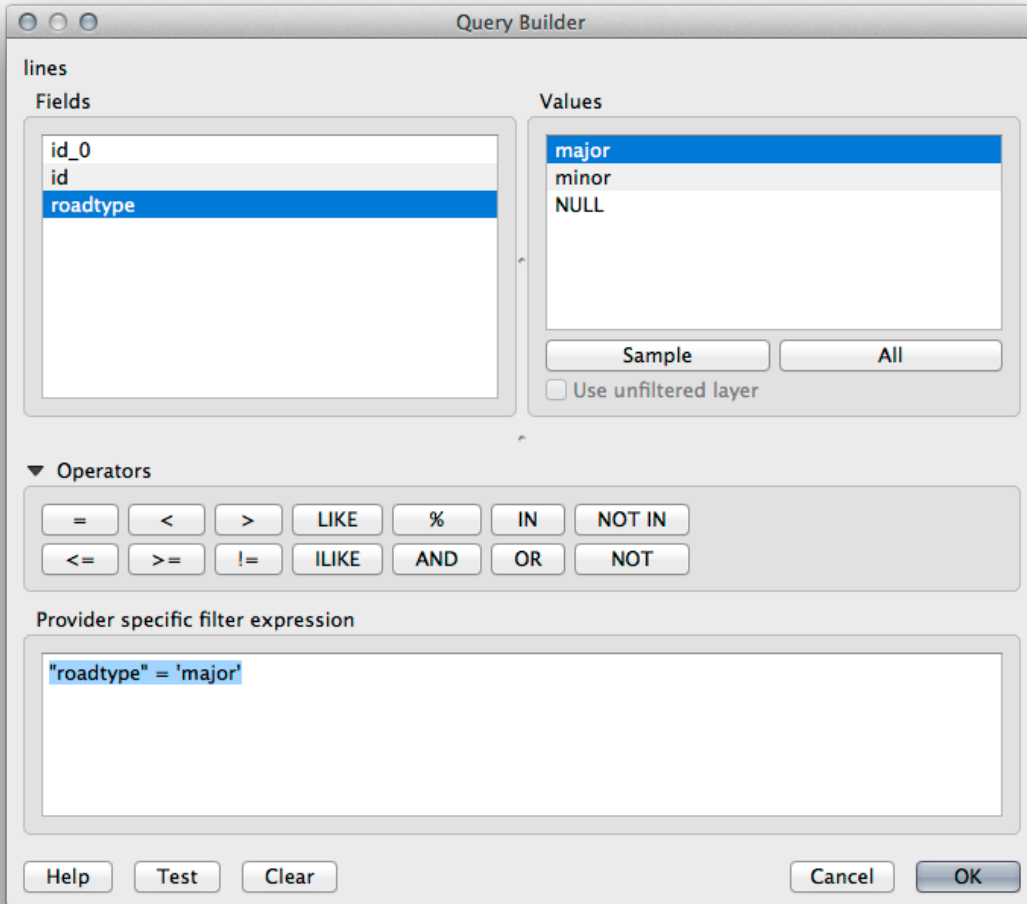 Query Builder
lines
Fields
id_0
id
roadtype
Values
major
minor
NULL
Sample All
Use unfiltered layer
Operators
= < > LIKE % IN NOT IN
<= >= != ILIKE AND OR NOT
Provider specific filter expression
"roadtype" = 'major'
Help Test Clear Cancel OK